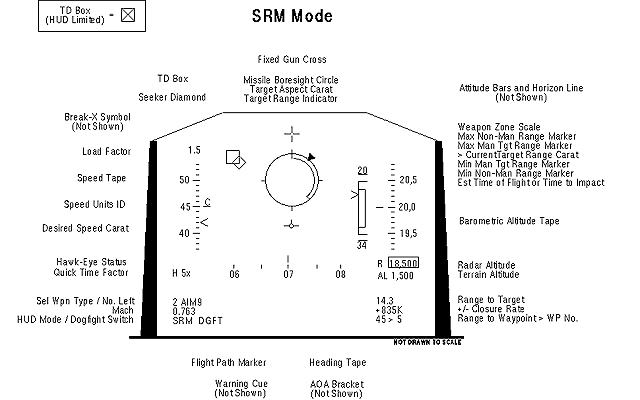 TD Box
(HUD Limited) =
SRM Mode
Fixed Gun Cross
TD Box
Seeker Diamond
Missile Boresight Circle
Target Aspect Carat
Target Range Indicator
Attitude Bars and Horizon Line
(Not Shown)
Break-X Symbol
(Not Shown)
Load Factor
Speed Tape
Speed Units ID
Desired Speed Carat
Hawk-Eye Status
Quick Time Factor
Sel Wpn Type / No. Left
Mach
HUD Mode / Dogfight Switch
1.5
50
C
45
40
H 5x
06
07
08
2 AIM9
0.763
SRM DGFT
20
34
20,5
20,0
19,5
R 18,500
AL 1,500
14.3
+835K
45 > 5
Weapon Zone Scale
Max Non-Man Range Marker
Max Man Tgt Range Marker
> CurrentTarget Range Carat
Min Man Tgt Range Marker
Min Non-Man Range Marker
Est Time of Flight or Time to Impact
Barometric Altitude Tape
Radar Altitude
Terrain Altitude
Range to Target
+/- Closure Rate
Range to Waypoint > WP No.
NOT DRAWN TO SCALE
Flight Path Marker
Heading Tape
Warning Cue
(Not Shown)
AOA Bracket
(Not Shown)